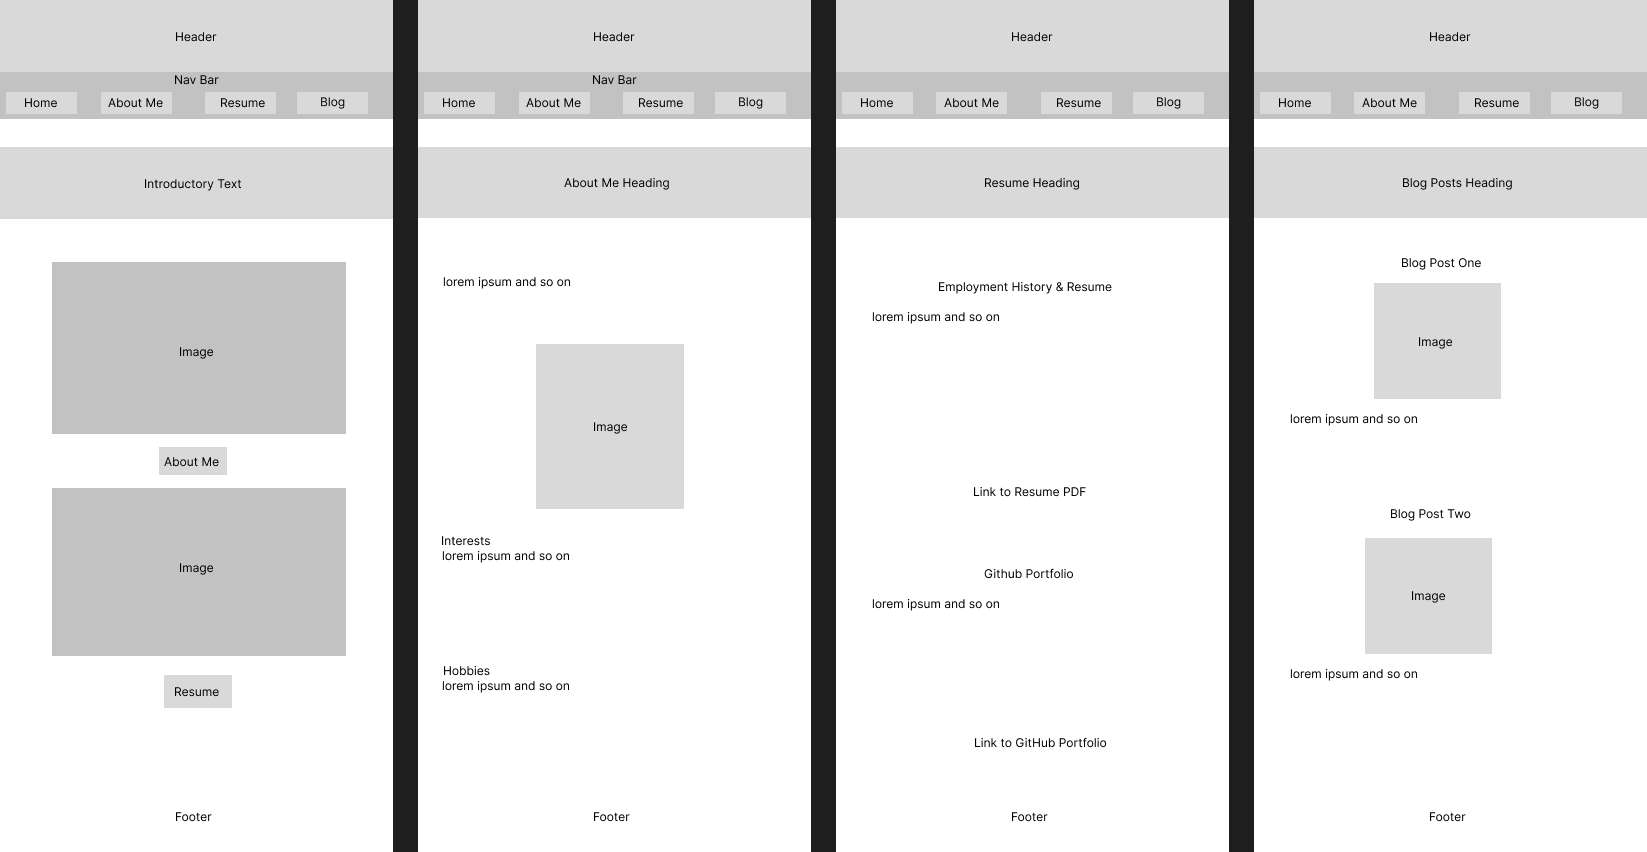 Header
Nav Bar
Home
About Me
Resume
Blog
Introductory Text
Image
About Me
Image
Resume
Footer
Header
Nav Bar
Home
About Me
Resume
Blog
About Me Heading
lorem ipsum and so on
Image
Interests
lorem ipsum and so on
Hobbies
lorem ipsum and so on
Footer
Header
Home
About Me
Resume
Blog
Resume Heading
Employment History & Resume
lorem ipsum and so on
Link to Resume PDF
Github Portfolio
lorem ipsum and so on
Link to GitHub Portfolio
Footer
Header
Home
About Me
Resume
Blog
Blog Posts Heading
Blog Post One
Image
lorem ipsum and so on
Blog Post Two
Image
lorem ipsum and so on
Footer